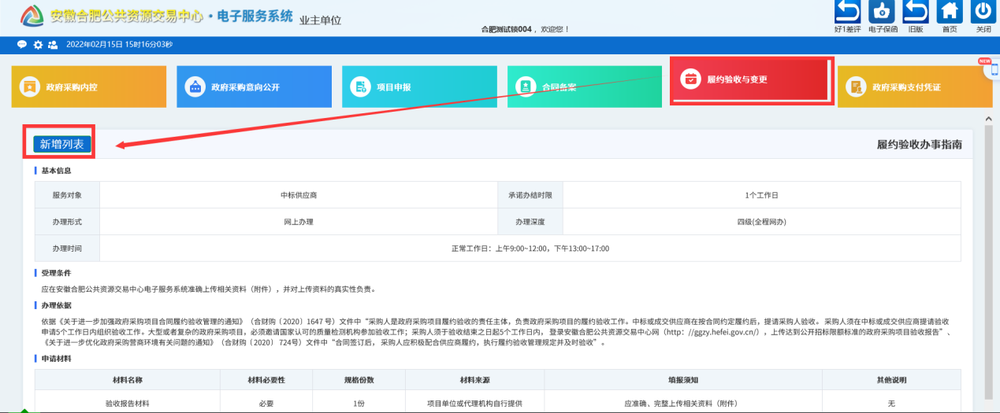 安徽合肥公共资源交易中心·电子服务系统 业主单位
合肥测试锁004，欢迎您！
好1差评 电子保函 旧版 首页 关闭
2022年02月15日 15时16分03秒
政府采购内控 政府采购意向公开 项目申报 合同备案 履约验收与变更 政府采购支付凭证
NEW
新增列表 履约验收办事指南
基本信息
服务对象 中标供应商 承诺办结时限 1个工作日
办理形式 网上办理 办理深度 四级(全程网办)
办理时间 正常工作日：上午9:00~12:00，下午13:00~17:00
受理条件
应在安徽合肥公共资源交易中心电子服务系统准确上传相关资料（附件），并对上传资料的真实性负责。
办理依据
依据《关于进一步加强政府采购项目合同履约验收管理的通知》（合财购〔2020〕1647 号）文件中“采购人是政府采购项目履约验收的责任主体，负责政府采购项目的履约验收工作。中标或成交供应商在按合同约定履约后，提请采购人验收。 采购人须在中标或成交供应商提请验收
申请5个工作日内组织验收工作。大型或者复杂的政府采购项目，必须邀请国家认可的质量检测机构参加验收工作；采购人须于验收结束之日起5个工作日内， 登录安徽合肥公共资源交易中心网（http：//ggzy.hefei.gov.cn/），上传达到公开招标限额标准的政府采购项目验收报告”、
《关于进一步优化政府采购营商环境有关问题的通知》（合财购〔2020〕724号）文件中“合同签订后， 采购人应积极配合供应商履约，执行履约验收管理规定并及时验收”。
申请材料
材料名称 材料必要性 规格份数 材料来源 填报须知 其他说明
验收报告材料 必要 1份 项目单位或代理机构自行提供 应准确、完整上传相关资料（附件） 无